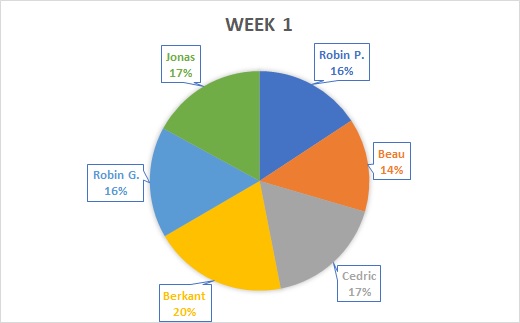 WEEK 1
Jonas
17%
Robin P.
16%
Beau
14%
Robin G.
16%
Cedric
17%
Berkant
20%